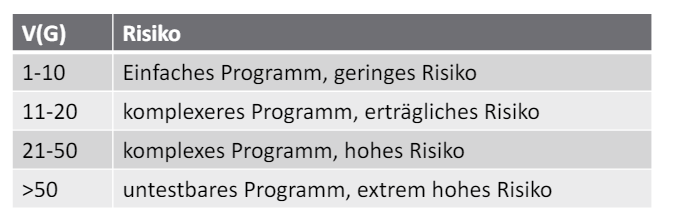 V(G) Risiko
1-10 Einfaches Programm, geringes Risiko
11-20 komplexeres Programm, erträgliches Risiko
21-50 komplexes Programm, hohes Risiko
>50 untestbares Programm, extrem hohes Risiko